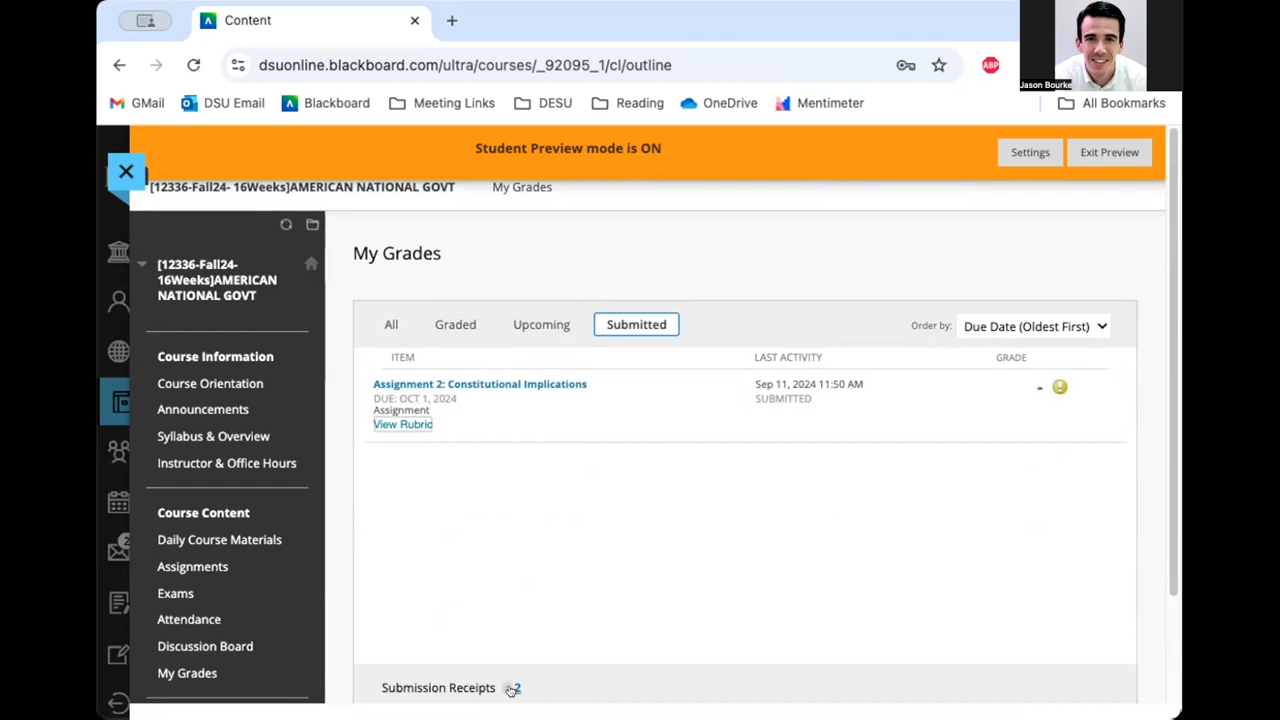 Content
dsuonline.blackboard.com/ultra/courses/_92095_1/cl/outline
ABP
Jason Bourke
GMail
DSU Email
Blackboard
Meeting Links
DESU
Reading
OneDrive
Mentimeter
All Bookmarks
Student Preview mode is ON
Settings
Exit Preview
[12336-Fall24- 16Weeks]AMERICAN NATIONAL GOVT
My Grades
[12336-Fall24-
16Weeks]AMERICAN
NATIONAL GOVT
Course Information
Course Orientation
Announcements
Syllabus & Overview
Instructor & Office Hours
Course Content
Daily Course Materials
Assignments
Exams
Attendance
Discussion Board
My Grades
My Grades
All
Graded
Upcoming
Submitted
Order by:
Due Date (Oldest First)
ITEM
LAST ACTIVITY
GRADE
Assignment 2: Constitutional Implications
Sep 11, 2024 11:50 AM
-
DUE: OCT 1, 2024
SUBMITTED
Assignment
View Rubric
Submission Receipts
2